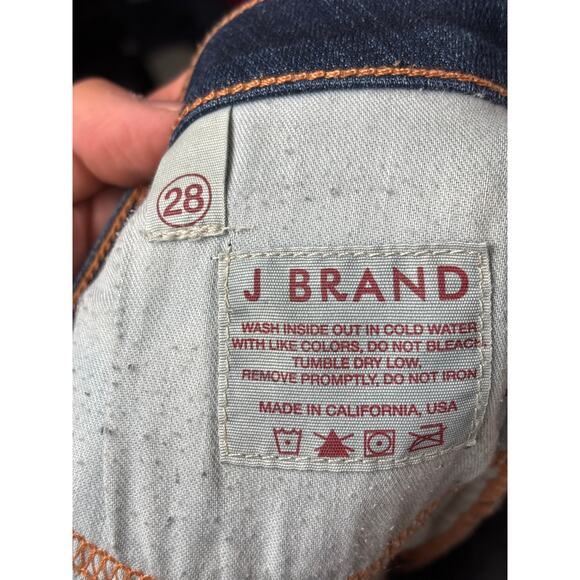 28
J BRAND
WASH INSIDE OUT IN COLD WATER
WITH LIKE COLORS, DO NOT BLEACH
TUMBLE DRY LOW.
REMOVE PROMPTLY, DO NOT IRON
MADE IN CALIFORNIA, USA